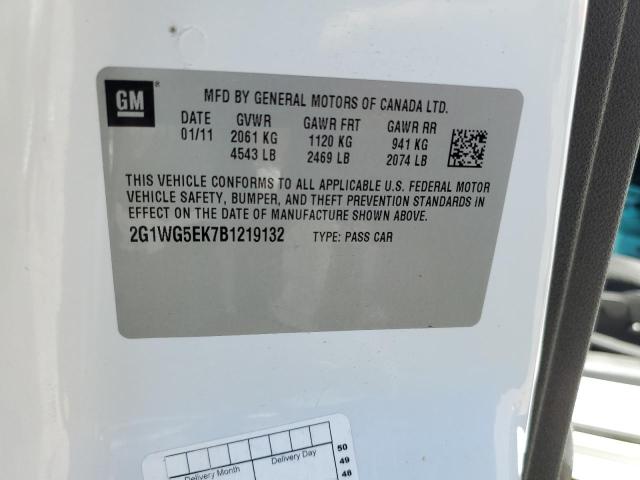 GM
MFD BY GENERAL MOTORS OF CANADA LTD.
DATE GVWR GAWR FRT GAWR RR
01/11 2061 KG 1120 KG 941 KG
4543 LB 2469 LB 2074 LB
THIS VEHICLE CONFORMS TO ALL APPLICABLE U.S. FEDERAL MOTOR
VEHICLE SAFETY, BUMPER, AND THEFT PREVENTION STANDARDS IN
EFFECT ON THE DATE OF MANUFACTURE SHOWN ABOVE.
2G1WG5EK7B1219132 TYPE: PASS CAR
Delivery Month Delivery Day
50
49
48